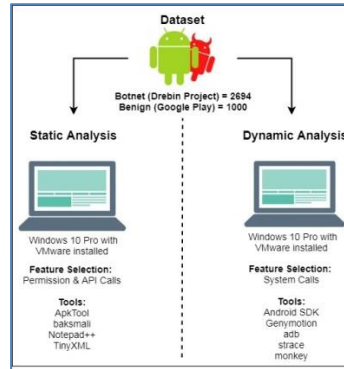 Dataset
Botnet (Drebin Project) = 2694
Benign (Google Play) = 1000
Static Analysis
Windows 10 Pro with
VMware installed
Feature Selection:
Permission & API Calls
Tools:
ApkTool
baksmali
Notepad++
TinyXML
Dynamic Analysis
Windows 10 Pro with
VMware installed
Feature Selection:
System Calls
Tools:
Android SDK
Genymotion
adb
strace
monkey